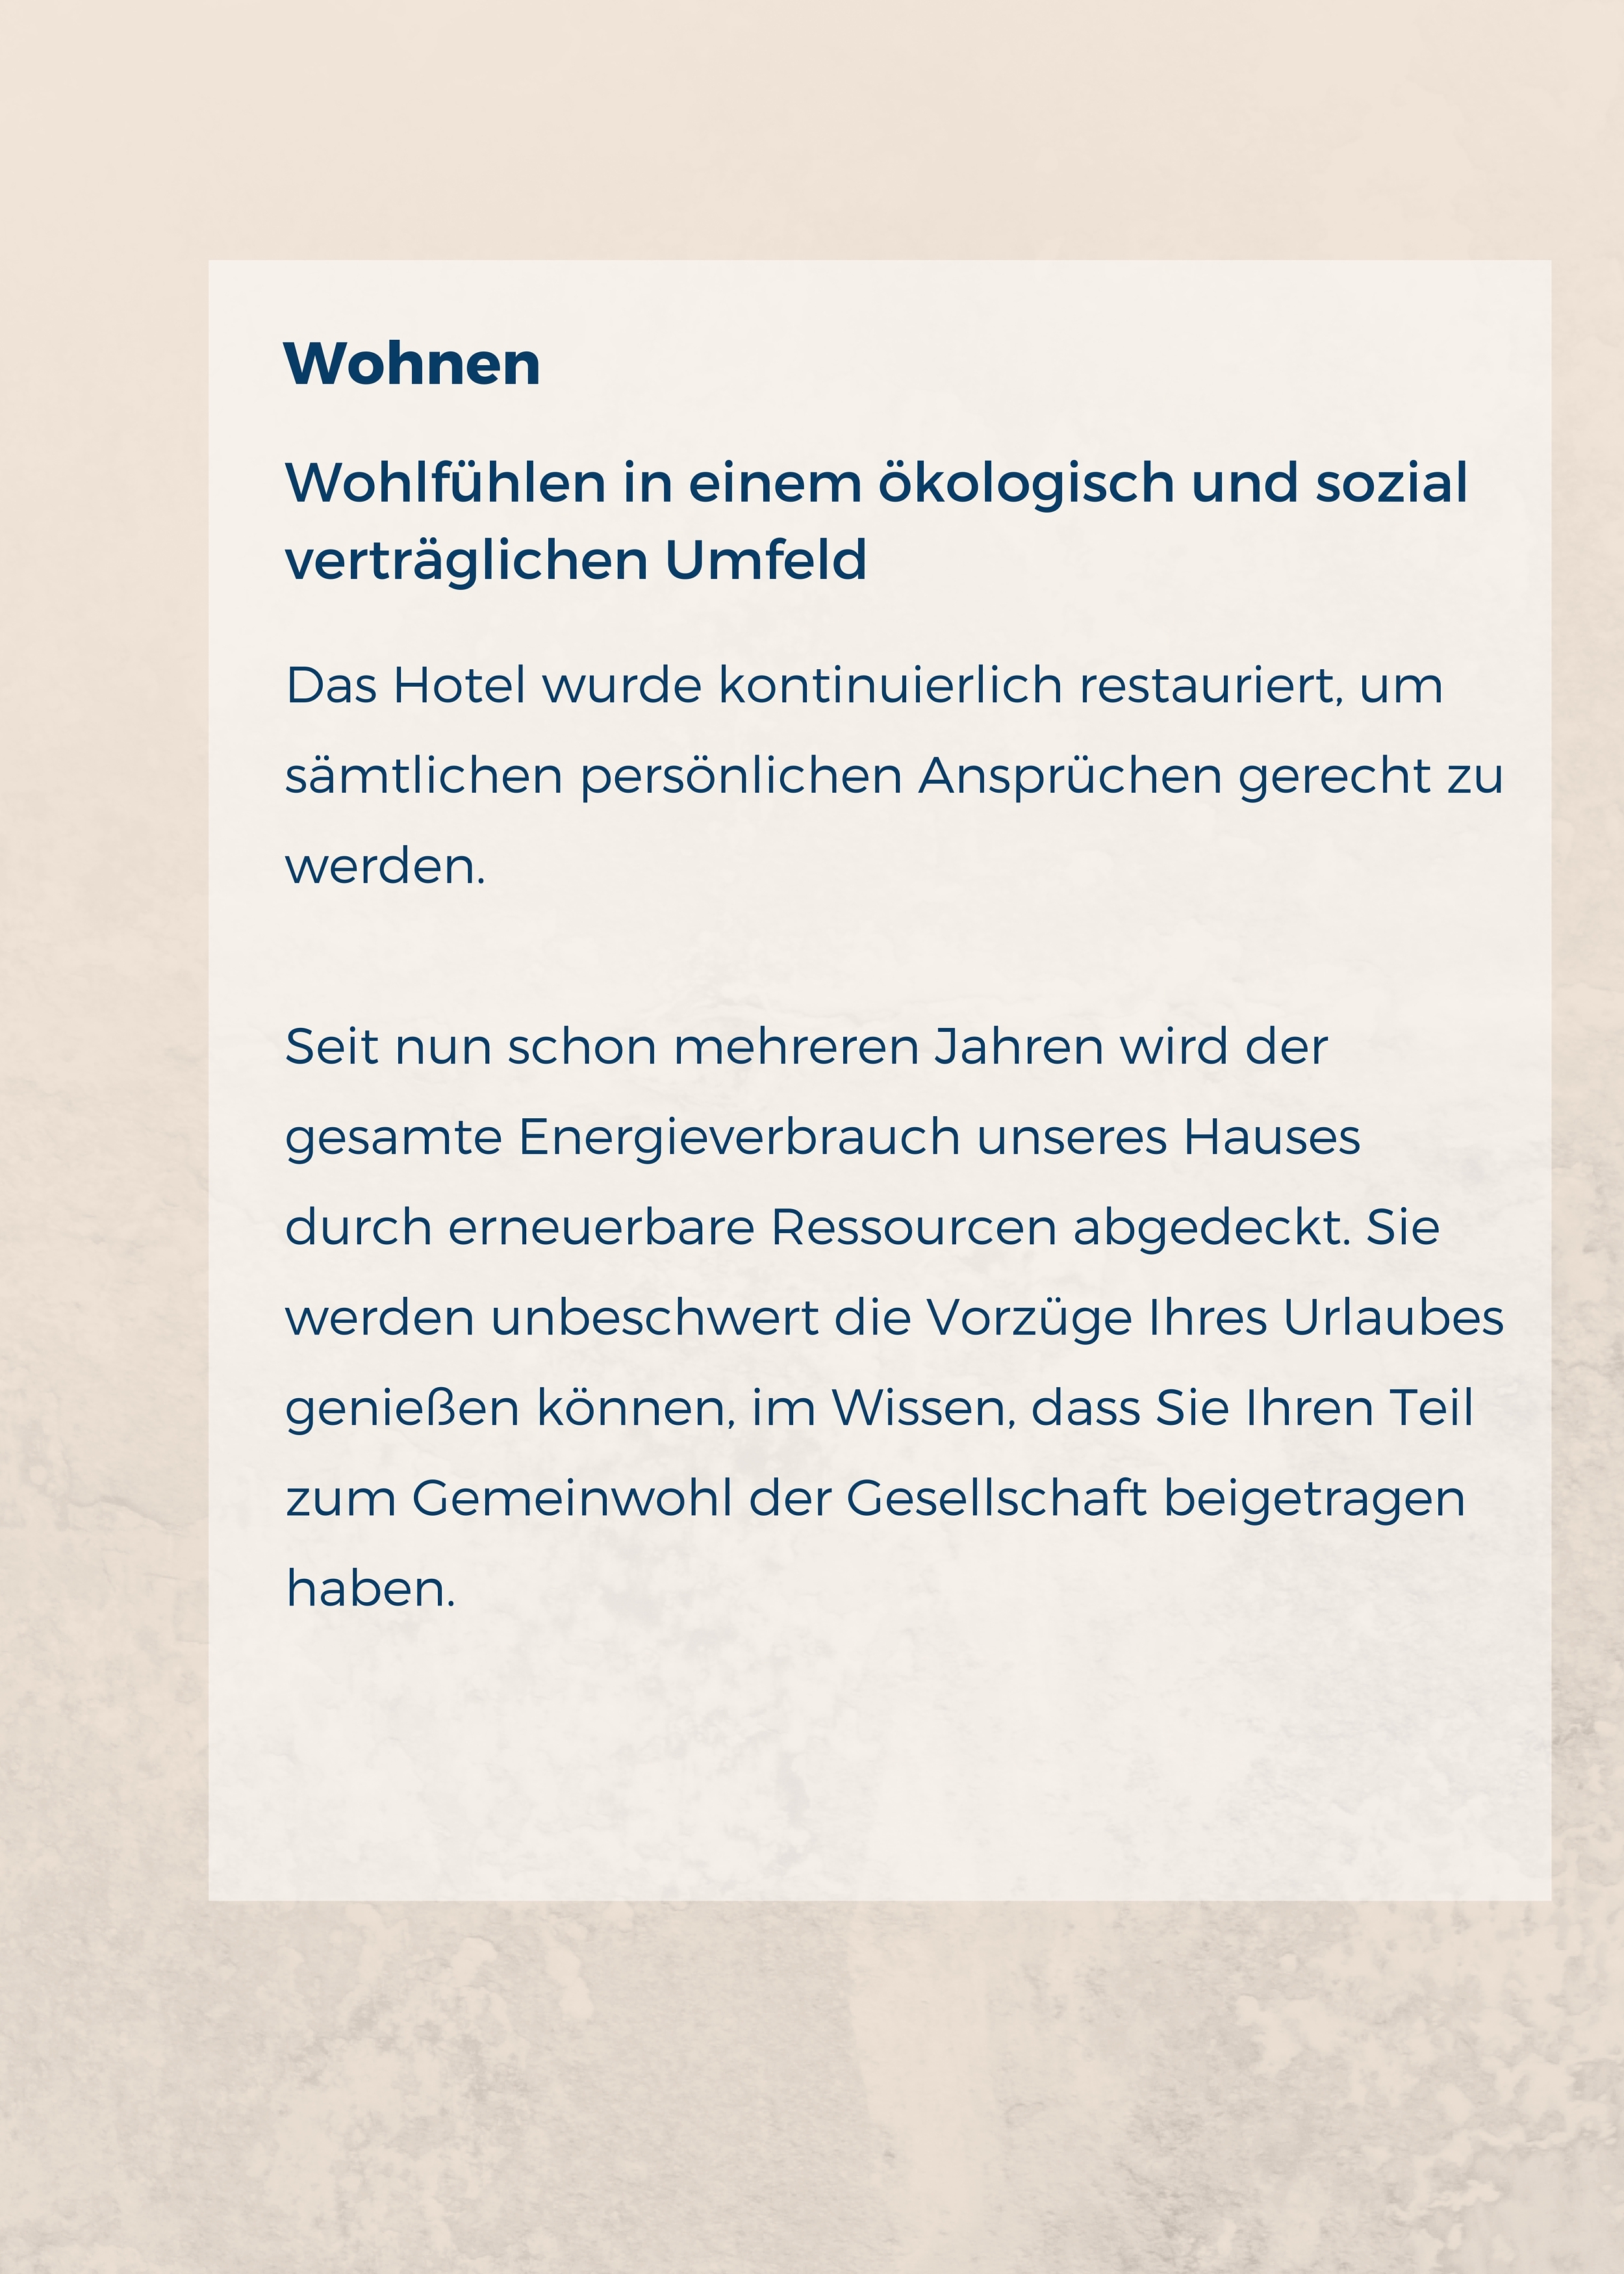 Wohnen
Wohlfühlen in einem ökologisch und sozial
verträglichen Umfeld
Das Hotel wurde kontinuierlich restauriert, um
sämtlichen persönlichen Ansprüchen gerecht zu
werden.
Seit nun schon mehreren Jahren wird der
gesamte Energieverbrauch unseres Hauses
durch erneuerbare Ressourcen abgedeckt. Sie
werden unbeschwert die Vorzüge Ihres Urlaubes
genießen können, im Wissen, dass Sie Ihren Teil
zum Gemeinwohl der Gesellschaft beigetragen
haben.